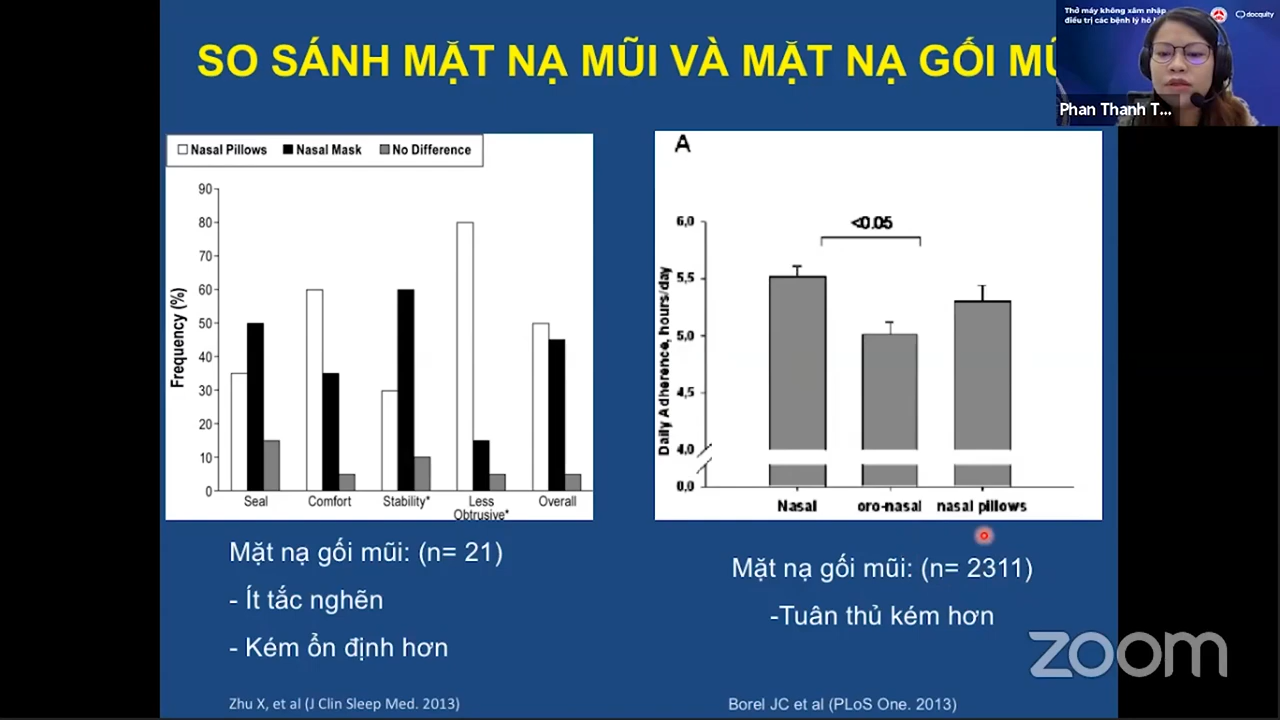 Thở máy không xâm nhập
điều trị các bệnh lý hô
docquity
SO SÁNH MẶT NẠ MŨI VÀ MẶT NẠ GỐI
Phan Thanh T...
Nasal Pillows Nasal Mask No Difference
90
80
70
60
50
40
30
20
10
0
Frequency (%)
Seal Comfort Stability* Less Obtrusive* Overall
A
<0.05
6,0
5,5
5,0
4,5
4,0
0,0
Daily Adherence, hours/day
Nasal oro-nasal nasal pillows
Mặt nạ gối mũi: (n= 21)
- Ít tắc nghẽn
- Kém ổn định hơn
Mặt nạ gối mũi: (n= 2311)
-Tuân thủ kém hơn
zoom
Zhu X, et al (J Clin Sleep Med. 2013)
Borel JC et al (PLoS One. 2013)